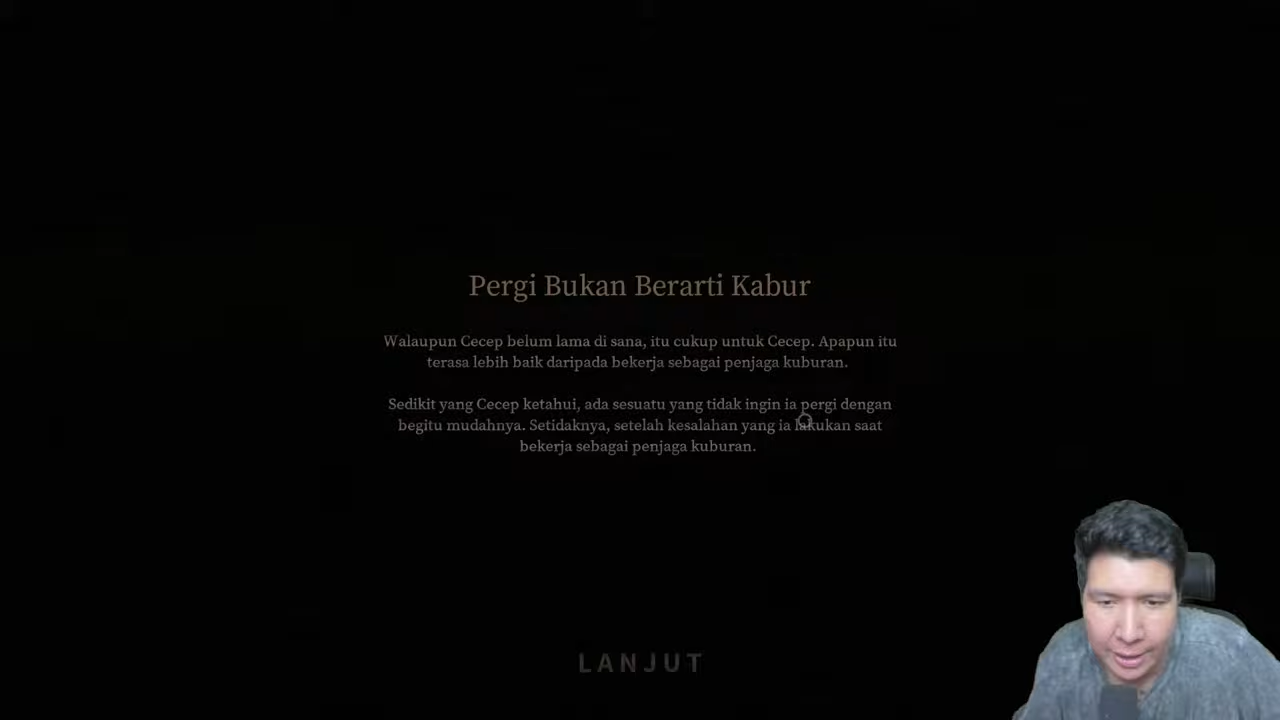 Pergi Bukan Berarti Kabur
Walaupun Cecep belum lama di sana, itu cukup untuk Cecep. Apapun itu
terasa lebih baik daripada bekerja sebagai penjaga kuburan.
Sedikit yang Cecep ketahui, ada sesuatu yang tidak ingin ia pergi dengan
begitu mudahnya. Setidaknya, setelah kesalahan yang ia lakukan saat
bekerja sebagai penjaga kuburan.
LANJUT